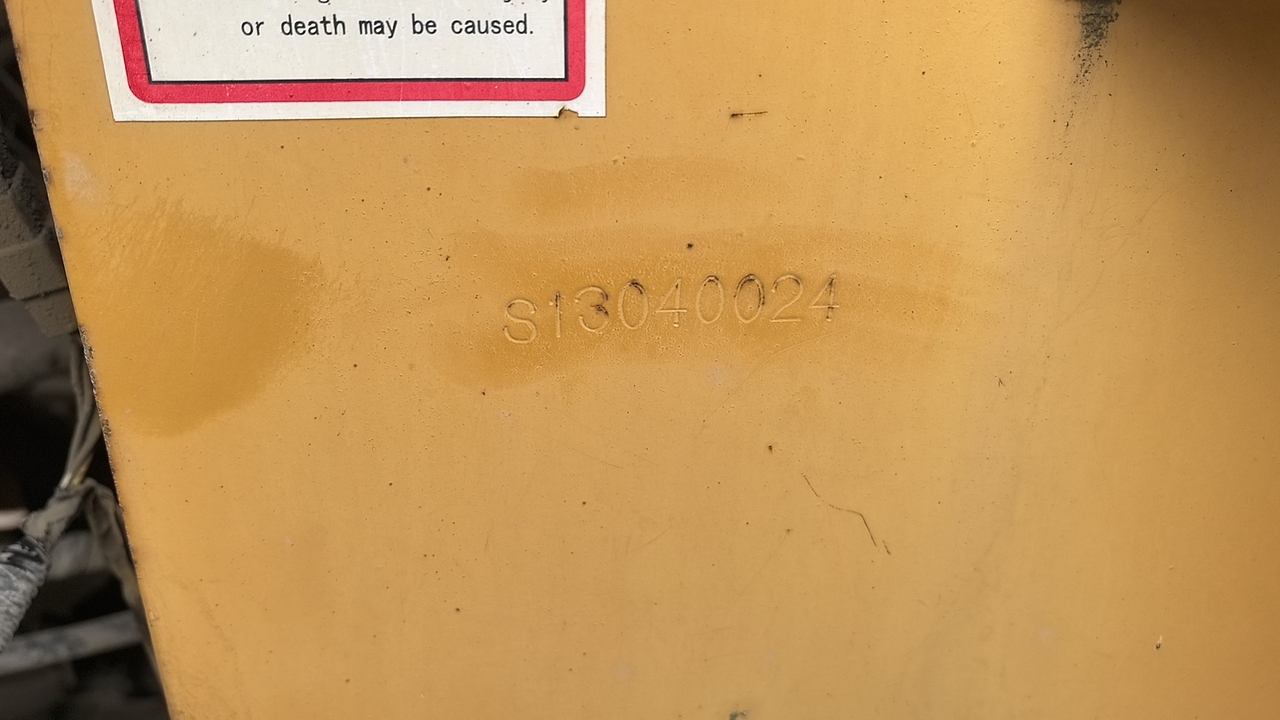 or death may be caused.
S13040024